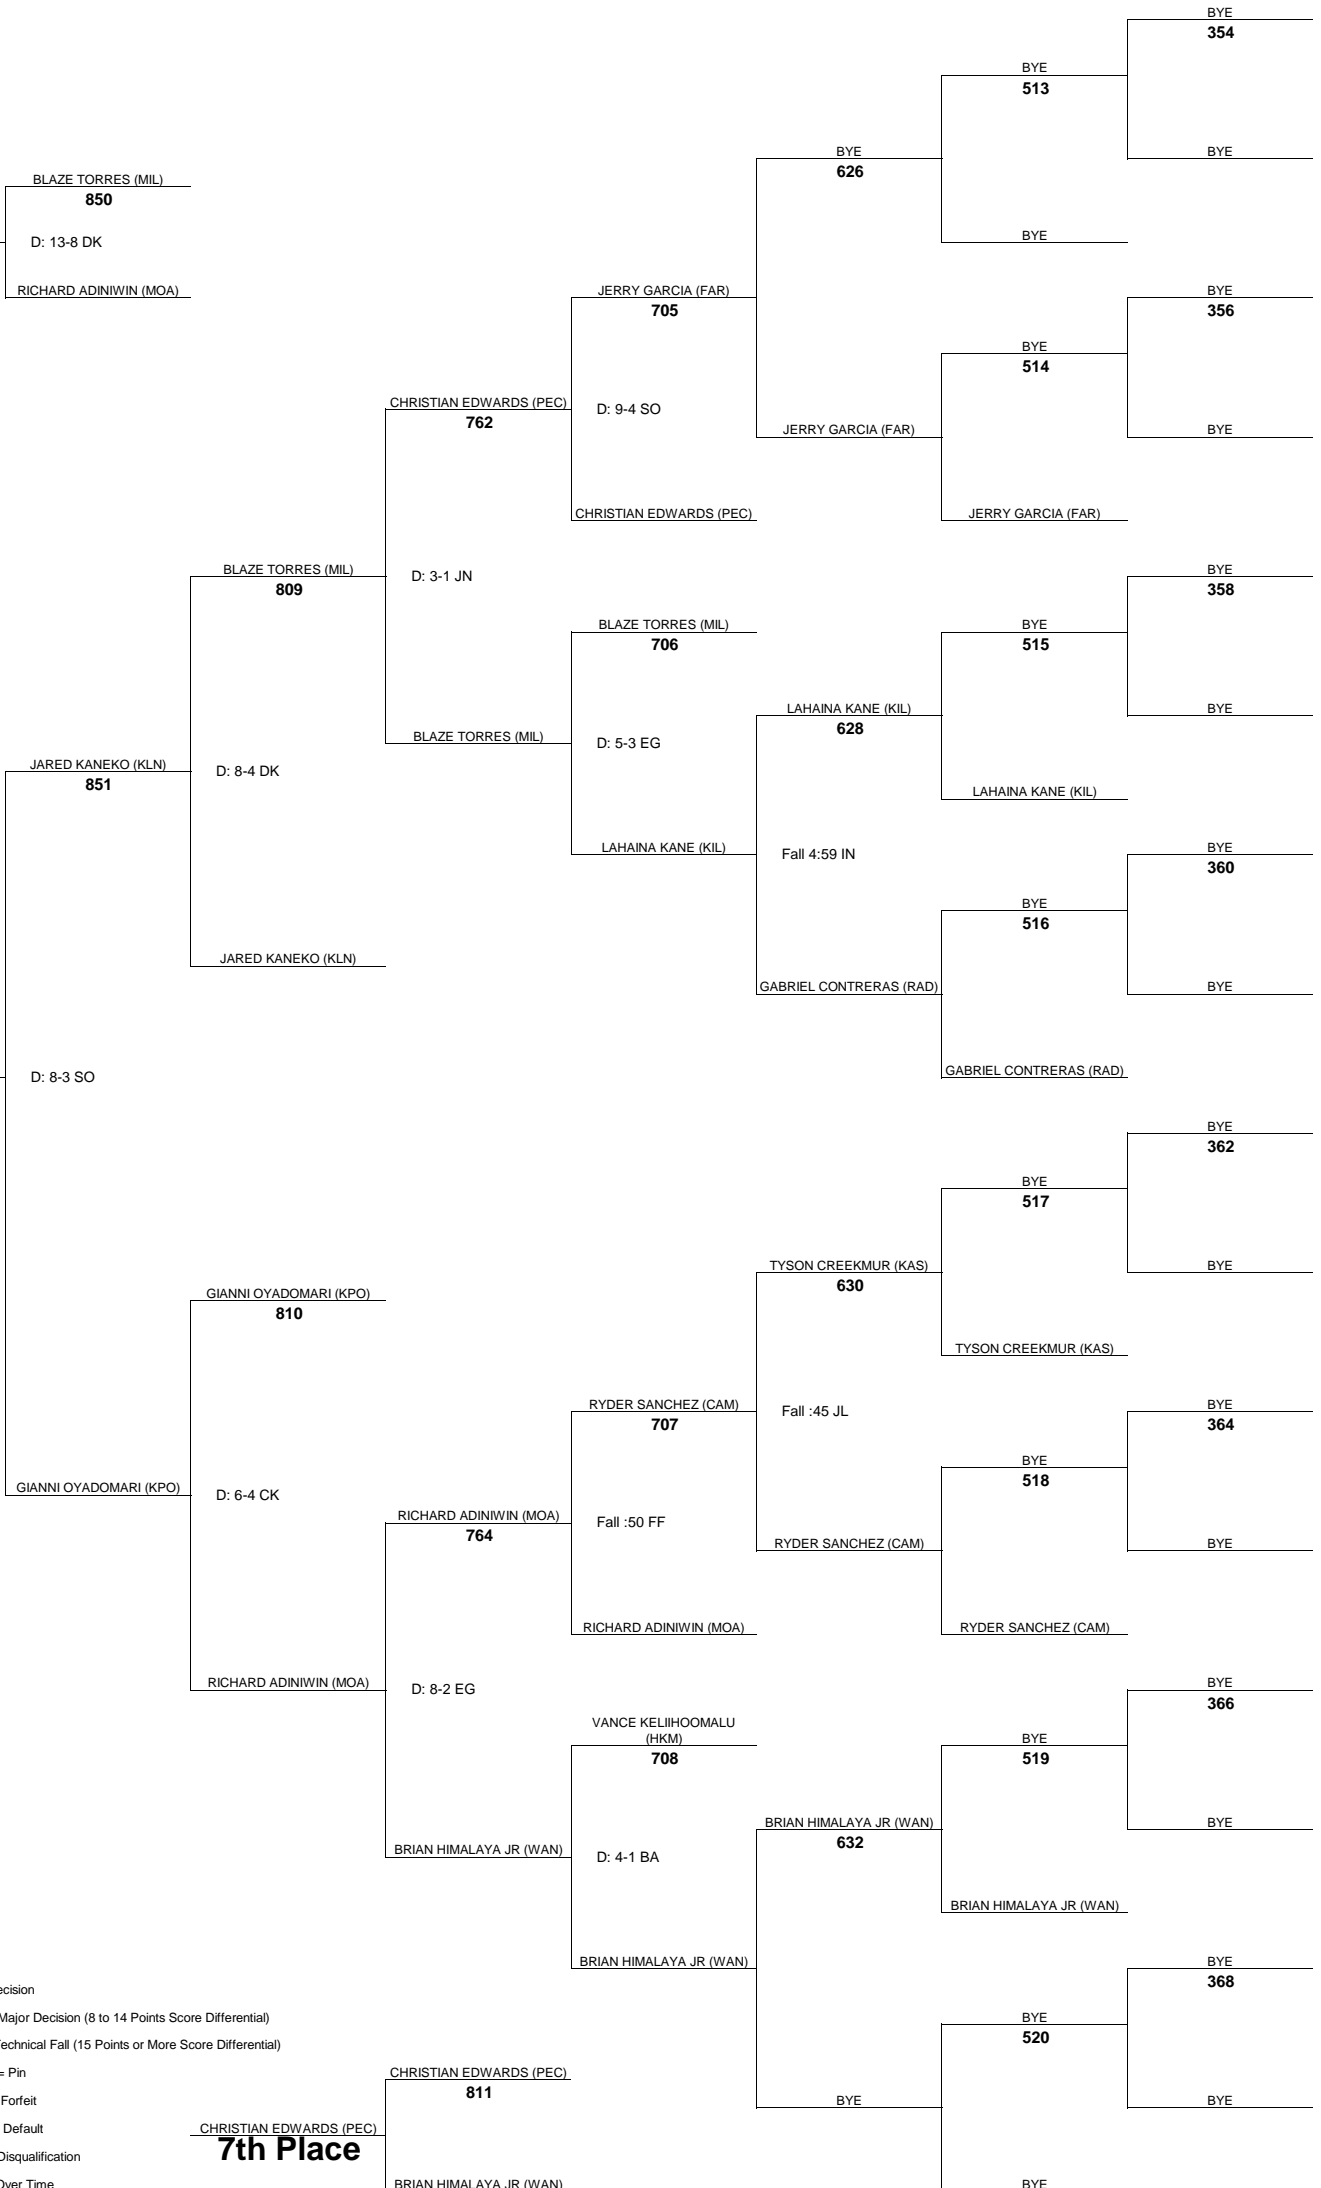 BYE
354
BYE
513
BYE
626
BYE
BLAZE TORRES (MIL)
850
D: 13-8 DK
BYE
RICHARD ADINIWIN (MOA)
JERRY GARCIA (FAR)
705
BYE
356
BYE
514
CHRISTIAN EDWARDS (PEC)
762
D: 9-4 SO
JERRY GARCIA (FAR)
BYE
CHRISTIAN EDWARDS (PEC)
JERRY GARCIA (FAR)
BLAZE TORRES (MIL)
809
D: 3-1 JN
BYE
358
BLAZE TORRES (MIL)
706
BYE
515
LAHAINA KANE (KIL)
628
BYE
BLAZE TORRES (MIL)
D: 5-3 EG
JARED KANEKO (KLN)
851
D: 8-4 DK
LAHAINA KANE (KIL)
LAHAINA KANE (KIL)
Fall 4:59 IN
BYE
360
BYE
516
JARED KANEKO (KLN)
GABRIEL CONTRERAS (RAD)
BYE
D: 8-3 SO
GABRIEL CONTRERAS (RAD)
BYE
362
BYE
517
TYSON CREEKMUR (KAS)
630
BYE
GIANNI OYADOMARI (KPO)
810
TYSON CREEKMUR (KAS)
RYDER SANCHEZ (CAM)
707
Fall :45 JL
BYE
364
BYE
518
GIANNI OYADOMARI (KPO)
D: 6-4 CK
RICHARD ADINIWIN (MOA)
764
Fall :50 FF
RYDER SANCHEZ (CAM)
BYE
RICHARD ADINIWIN (MOA)
RYDER SANCHEZ (CAM)
RICHARD ADINIWIN (MOA)
D: 8-2 EG
BYE
366
VANCE KELIIHOOMALU
(HKM)
708
BYE
519
BRIAN HIMALAYA JR (WAN)
632
BYE
BRIAN HIMALAYA JR (WAN)
D: 4-1 BA
BRIAN HIMALAYA JR (WAN)
BRIAN HIMALAYA JR (WAN)
BYE
368
ecision
Major Decision (8 to 14 Points Score Differential)
BYE
520
echnical Fall (15 Points or More Score Differential)
= Pin
CHRISTIAN EDWARDS (PEC)
811
Forfeit
BYE
BYE
Default
CHRISTIAN EDWARDS (PEC)
7th Place
Disqualification
Over Time
BRIAN HIMALAYA JR (WAN)
BYE